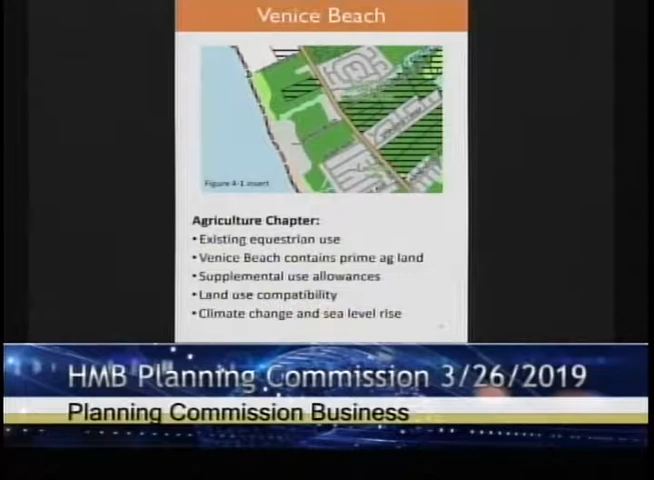 Venice Beach
Figure 4-1 insert
Agriculture Chapter:
•Existing equestrian use
•Venice Beach contains prime ag land
•Supplemental use allowances
•Land use compatibility
•Climate change and sea level rise
HMB Planning Commission 3/26/2019
Planning Commission Business